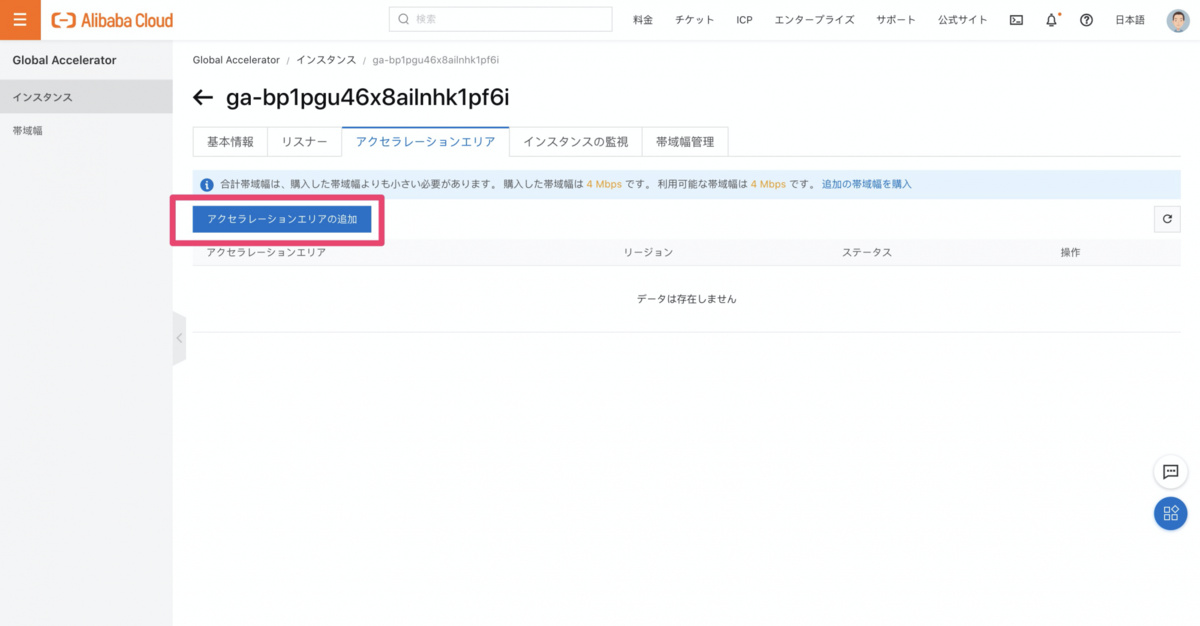 Alibaba Cloud
検索
料金 チケット ICP エンタープライズ サポート 公式サイト 日本語
Global Accelerator
インスタンス
帯域幅
Global Accelerator / インスタンス / ga-bp1pgu46x8ailnhk1pf6i
ga-bp1pgu46x8ailnhk1pf6i
基本情報 リスナー アクセラレーションエリア インスタンスの監視 帯域幅管理
合計帯域幅は、購入した帯域幅よりも小さい必要があります。 購入した帯域幅は 4 Mbps です。 利用可能な帯域幅は 4 Mbps です。 追加の帯域幅を購入
アクセラレーションエリアの追加
アクセラレーションエリア リージョン ステータス 操作
データは存在しません